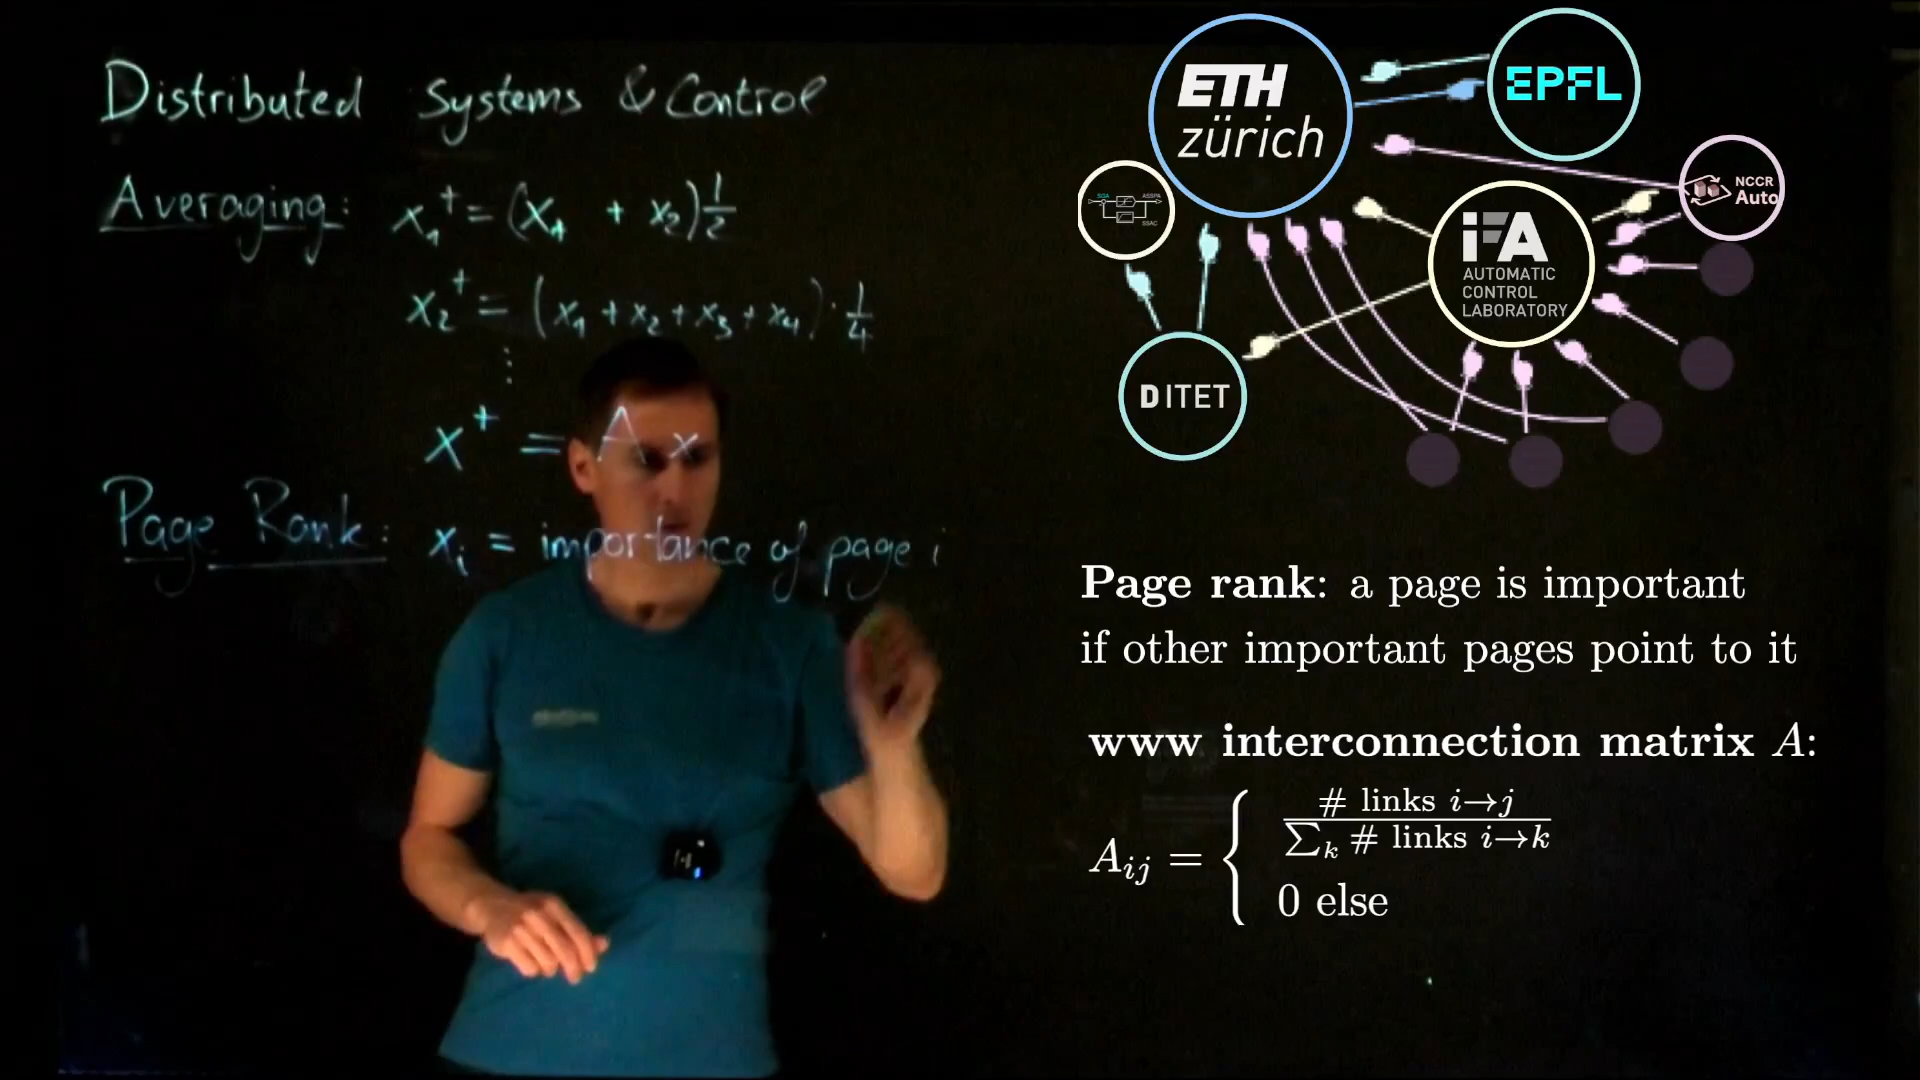 Distributed Systems & Control
Averaging: x₁⁺ = (x₁ + x₂) 1/2
x₂⁺ = (x₁ + x₂ + x₃ + x₄) · 1/4
⋮
x⁺ = A x
Page Rank: xᵢ = importance of page i
ETH
zürich
EPFL
NCCR
Auto
iFA
AUTOMATIC
CONTROL
LABORATORY
D ITET
Page rank: a page is important
if other important pages point to it
www interconnection matrix A:
Aᵢⱼ = { # links i→j / ∑ₖ # links i→k
0 else